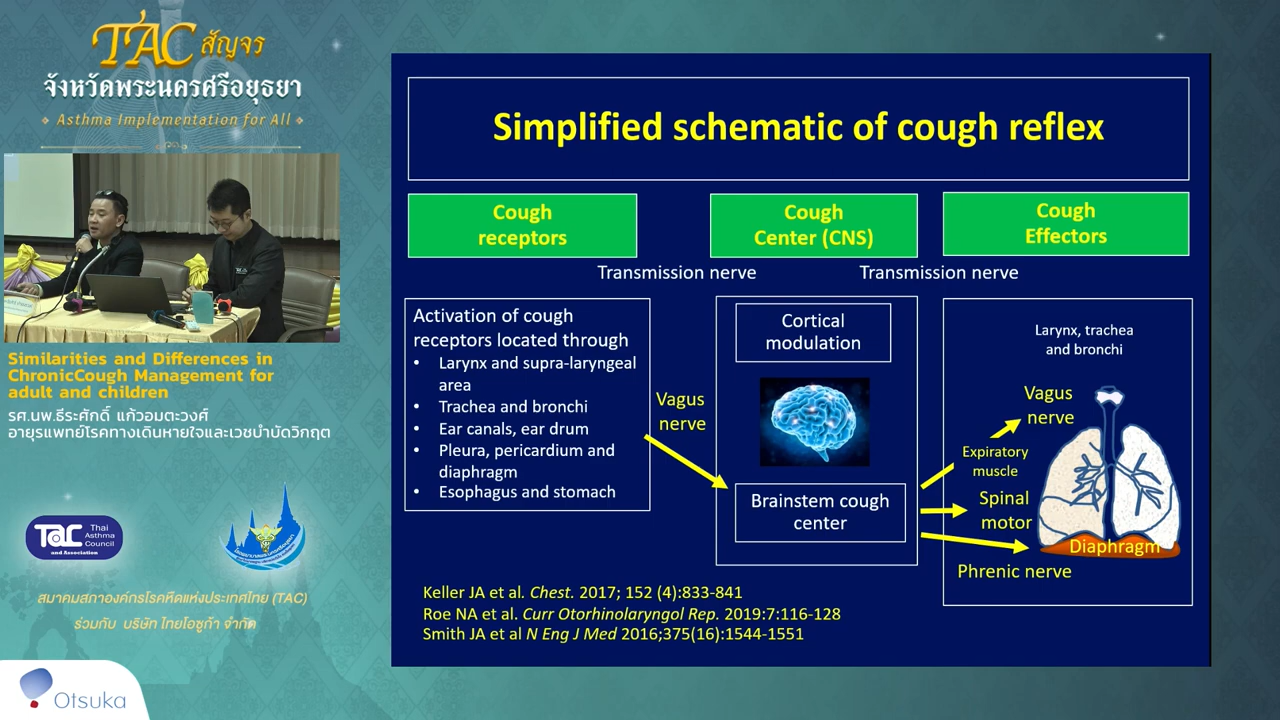 TAC สัญจร
จังหวัดพระนครศรีอยุธยา
Asthma Implementation for All
Similarities and Differences in
ChronicCough Management for
adult and children
รศ.นพ.ธีระศักดิ์ แก้วอมตะวงศ์
อายุรแพทย์โรคทางเดินหายใจและเวชบำบัดวิกฤต
TAC
and Association
Thai
Asthma
Council
สมาคมสภาองค์กรโรคหืดแห่งประเทศไทย (TAC)
ร่วมกับ บริษัท ไทยโอซูก้า จำกัด
Otsuka
Simplified schematic of cough reflex
Cough
receptors
Cough
Center (CNS)
Cough
Effectors
Transmission nerve
Transmission nerve
Activation of cough
receptors located through
• Larynx and supra-laryngeal
area
• Trachea and bronchi
• Ear canals, ear drum
• Pleura, pericardium and
diaphragm
• Esophagus and stomach
Vagus
nerve
Cortical
modulation
Brainstem cough
center
Larynx, trachea
and bronchi
Vagus
nerve
Expiratory
muscle
Spinal
motor
Diaphragm
Phrenic nerve
Keller JA et al. Chest. 2017; 152 (4):833-841
Roe NA et al. Curr Otorhinolaryngol Rep. 2019:7:116-128
Smith JA et al N Eng J Med 2016;375(16):1544-1551